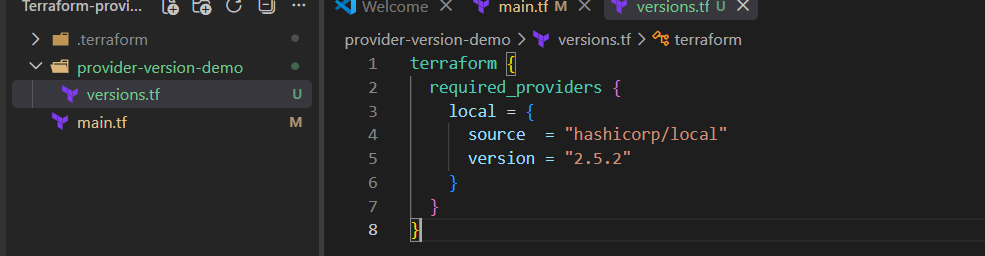 Terraform-provi...
Welcome
main.tf M
versions.tf U
.terraform
provider-version-demo
versions.tf U
main.tf M
provider-version-demo > versions.tf > terraform
1 terraform {
2 required_providers {
3 local = {
4 source = "hashicorp/local"
5 version = "2.5.2"
6 }
7 }
8 }